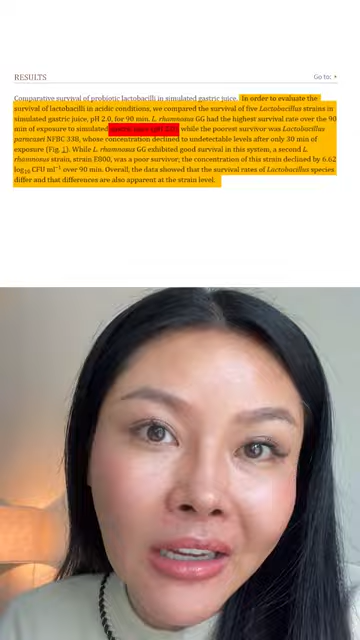 RESULTS
Go to:
Comparative survival of probiotic lactobacilli in simulated gastric juice. In order to evaluate the
survival of lactobacilli in acidic conditions, we compared the survival of five Lactobacillus strains in
simulated gastric juice, pH 2.0, for 90 min. L. rhamnosus GG had the highest survival rate over the 90
min of exposure to simulated while the poorest survivor was Lactobacillus
paracasei NFBC 338, whose concentration declined to undetectable levels after only 30 min of
exposure (Fig. 1). While L. rhamnosus GG exhibited good survival in this system, a second L.
rhamnosus strain, strain E800, was a poor survivor; the concentration of this strain declined by 6.62
log10 CFU ml−1 over 90 min. Overall, the data showed that the survival rates of Lactobacillus species
differ and that differences are also apparent at the strain level.